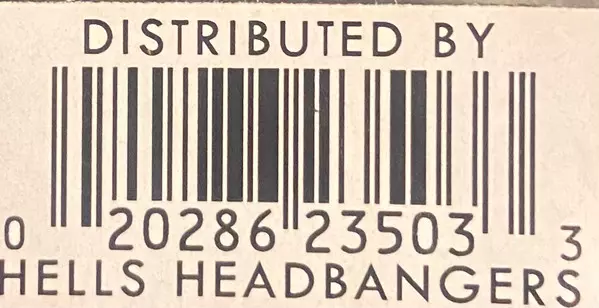 DISTRIBUTED BY
0 20286 23503 3
HELLS HEADBANGERS